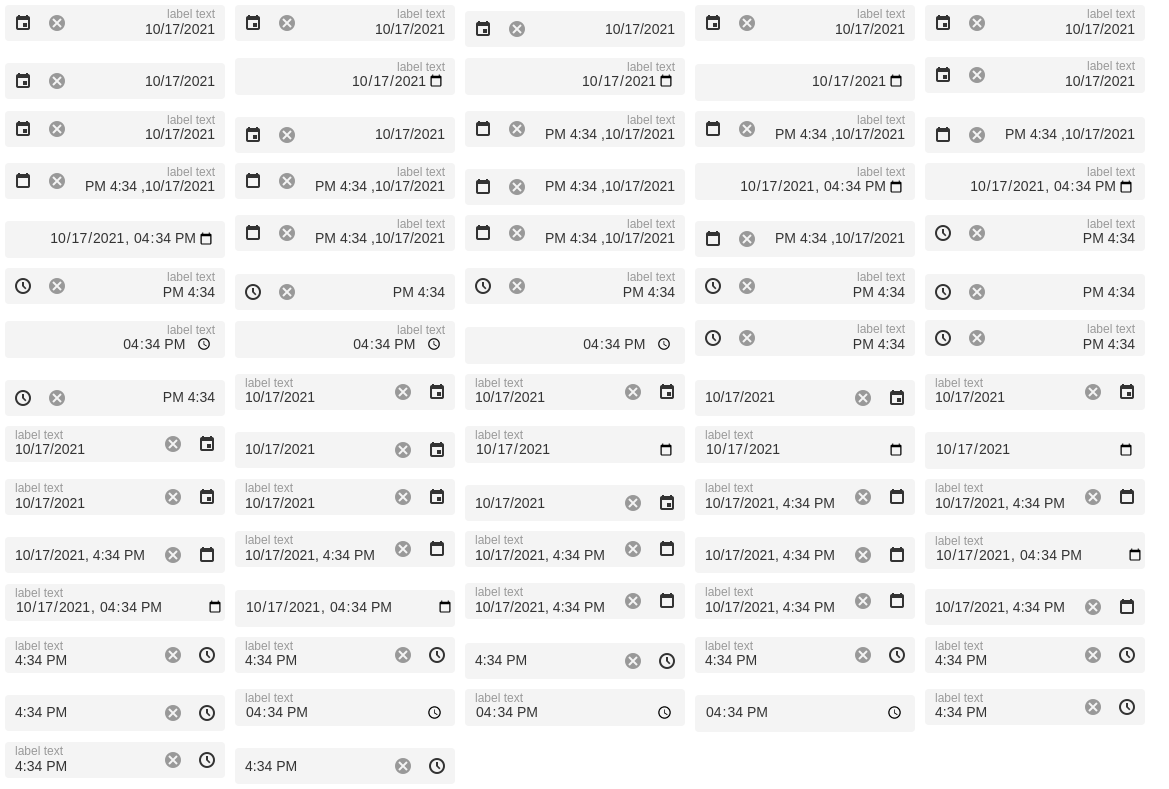 label text
10/17/2021
label text
10/17/2021
10/17/2021
label text
10/17/2021
label text
10/17/2021
10/17/2021
label text
10/17/2021
label text
10/17/2021
10/17/2021
label text
10/17/2021
label text
10/17/2021
10/17/2021
label text
PM 4:34 ,10/17/2021
label text
PM 4:34 ,10/17/2021
PM 4:34 ,10/17/2021
label text
PM 4:34 ,10/17/2021
label text
PM 4:34 ,10/17/2021
PM 4:34 ,10/17/2021
label text
10/17/2021, 04:34 PM
label text
10/17/2021, 04:34 PM
10/17/2021, 04:34 PM
label text
PM 4:34 ,10/17/2021
label text
PM 4:34 ,10/17/2021
PM 4:34 ,10/17/2021
label text
PM 4:34
label text
PM 4:34
PM 4:34
label text
PM 4:34
label text
PM 4:34
PM 4:34
label text
04:34 PM
label text
04:34 PM
04:34 PM
label text
PM 4:34
label text
PM 4:34
PM 4:34
label text
10/17/2021
label text
10/17/2021
10/17/2021
label text
10/17/2021
label text
10/17/2021
10/17/2021
label text
10/17/2021
label text
10/17/2021
10/17/2021
label text
10/17/2021
label text
10/17/2021
10/17/2021
label text
10/17/2021, 4:34 PM
label text
10/17/2021, 4:34 PM
10/17/2021, 4:34 PM
label text
10/17/2021, 4:34 PM
label text
10/17/2021, 4:34 PM
10/17/2021, 4:34 PM
label text
10/17/2021, 04:34 PM
label text
10/17/2021, 04:34 PM
10/17/2021, 04:34 PM
label text
10/17/2021, 4:34 PM
label text
10/17/2021, 4:34 PM
10/17/2021, 4:34 PM
label text
4:34 PM
label text
4:34 PM
4:34 PM
label text
4:34 PM
label text
4:34 PM
4:34 PM
label text
04:34 PM
label text
04:34 PM
04:34 PM
label text
4:34 PM
label text
4:34 PM
4:34 PM